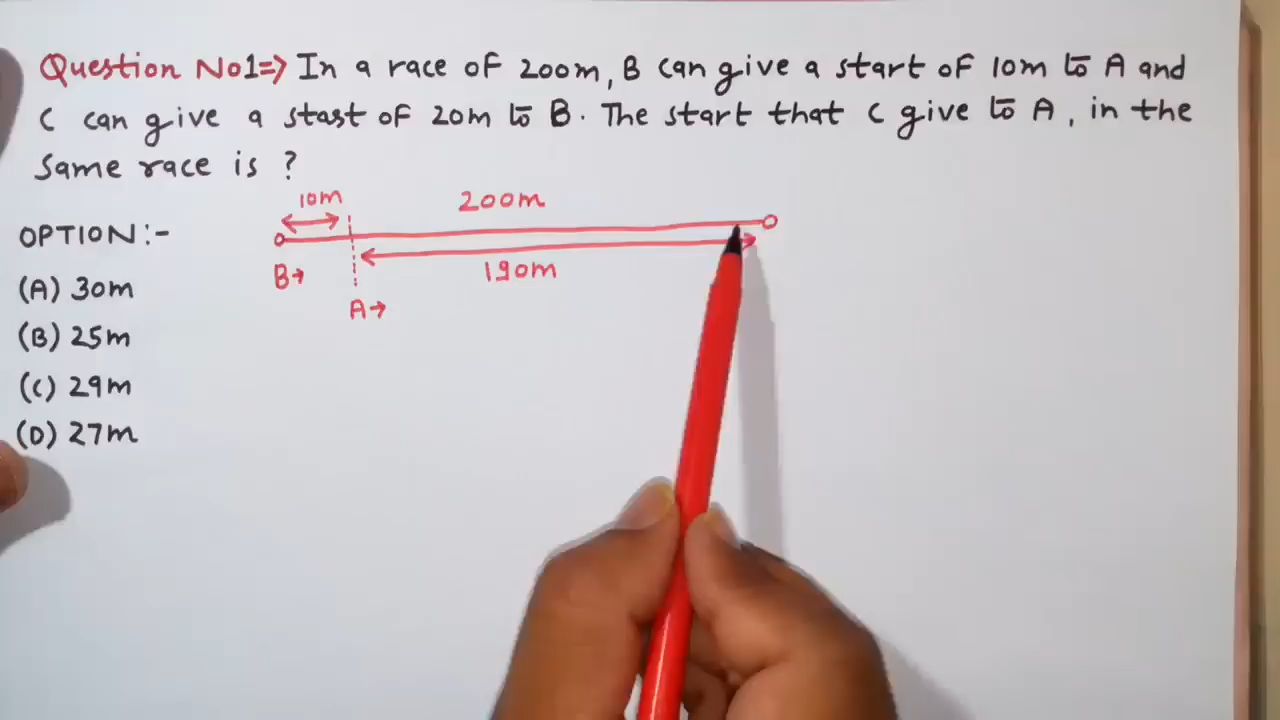 Question No1=> In a race of 200m, B can give a start of 10m to A and
C can give a stast of 20m to B. The start that C give to A, in the
Same race is ?
10m
200m
OPTION:-
190m
B→
A→
(A) 30m
(B) 25m
(C) 29m
(D) 27m